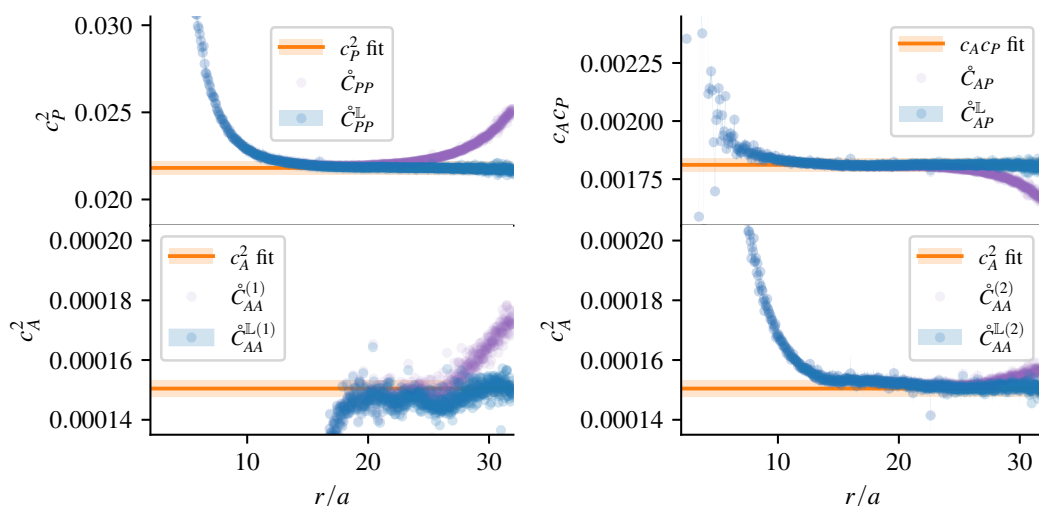 0.030
0.025
0.020
c_P^2
c_P^2 fit
C̊_PP
C̊_PP^𝕃
0.00225
0.00200
0.00175
c_A c_P
c_A c_P fit
C̊_AP
C̊_AP^𝕃
0.00020
0.00018
0.00016
0.00014
c_A^2
c_A^2 fit
C̊_AA^(1)
C̊_AA^𝕃(1)
10 20 30
r/a
0.00020
0.00018
0.00016
0.00014
c_A^2
c_A^2 fit
C̊_AA^(2)
C̊_AA^𝕃(2)
10 20 30
r/a